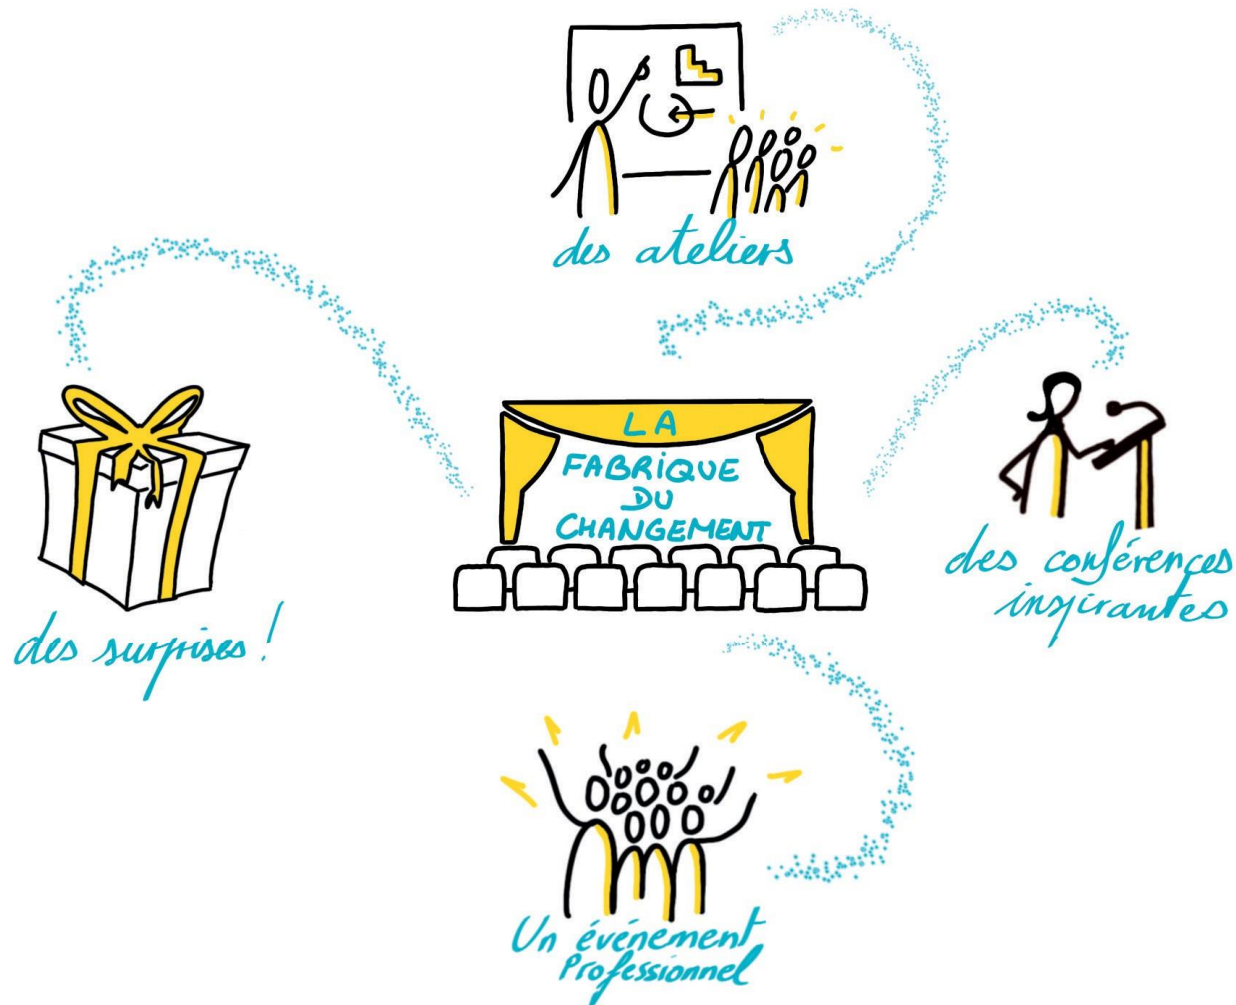 des ateliers
LA
FABRIQUE
DU
CHANGEMENT
des conférences
inspirantes
des surprises !
Un événement
Professionnel